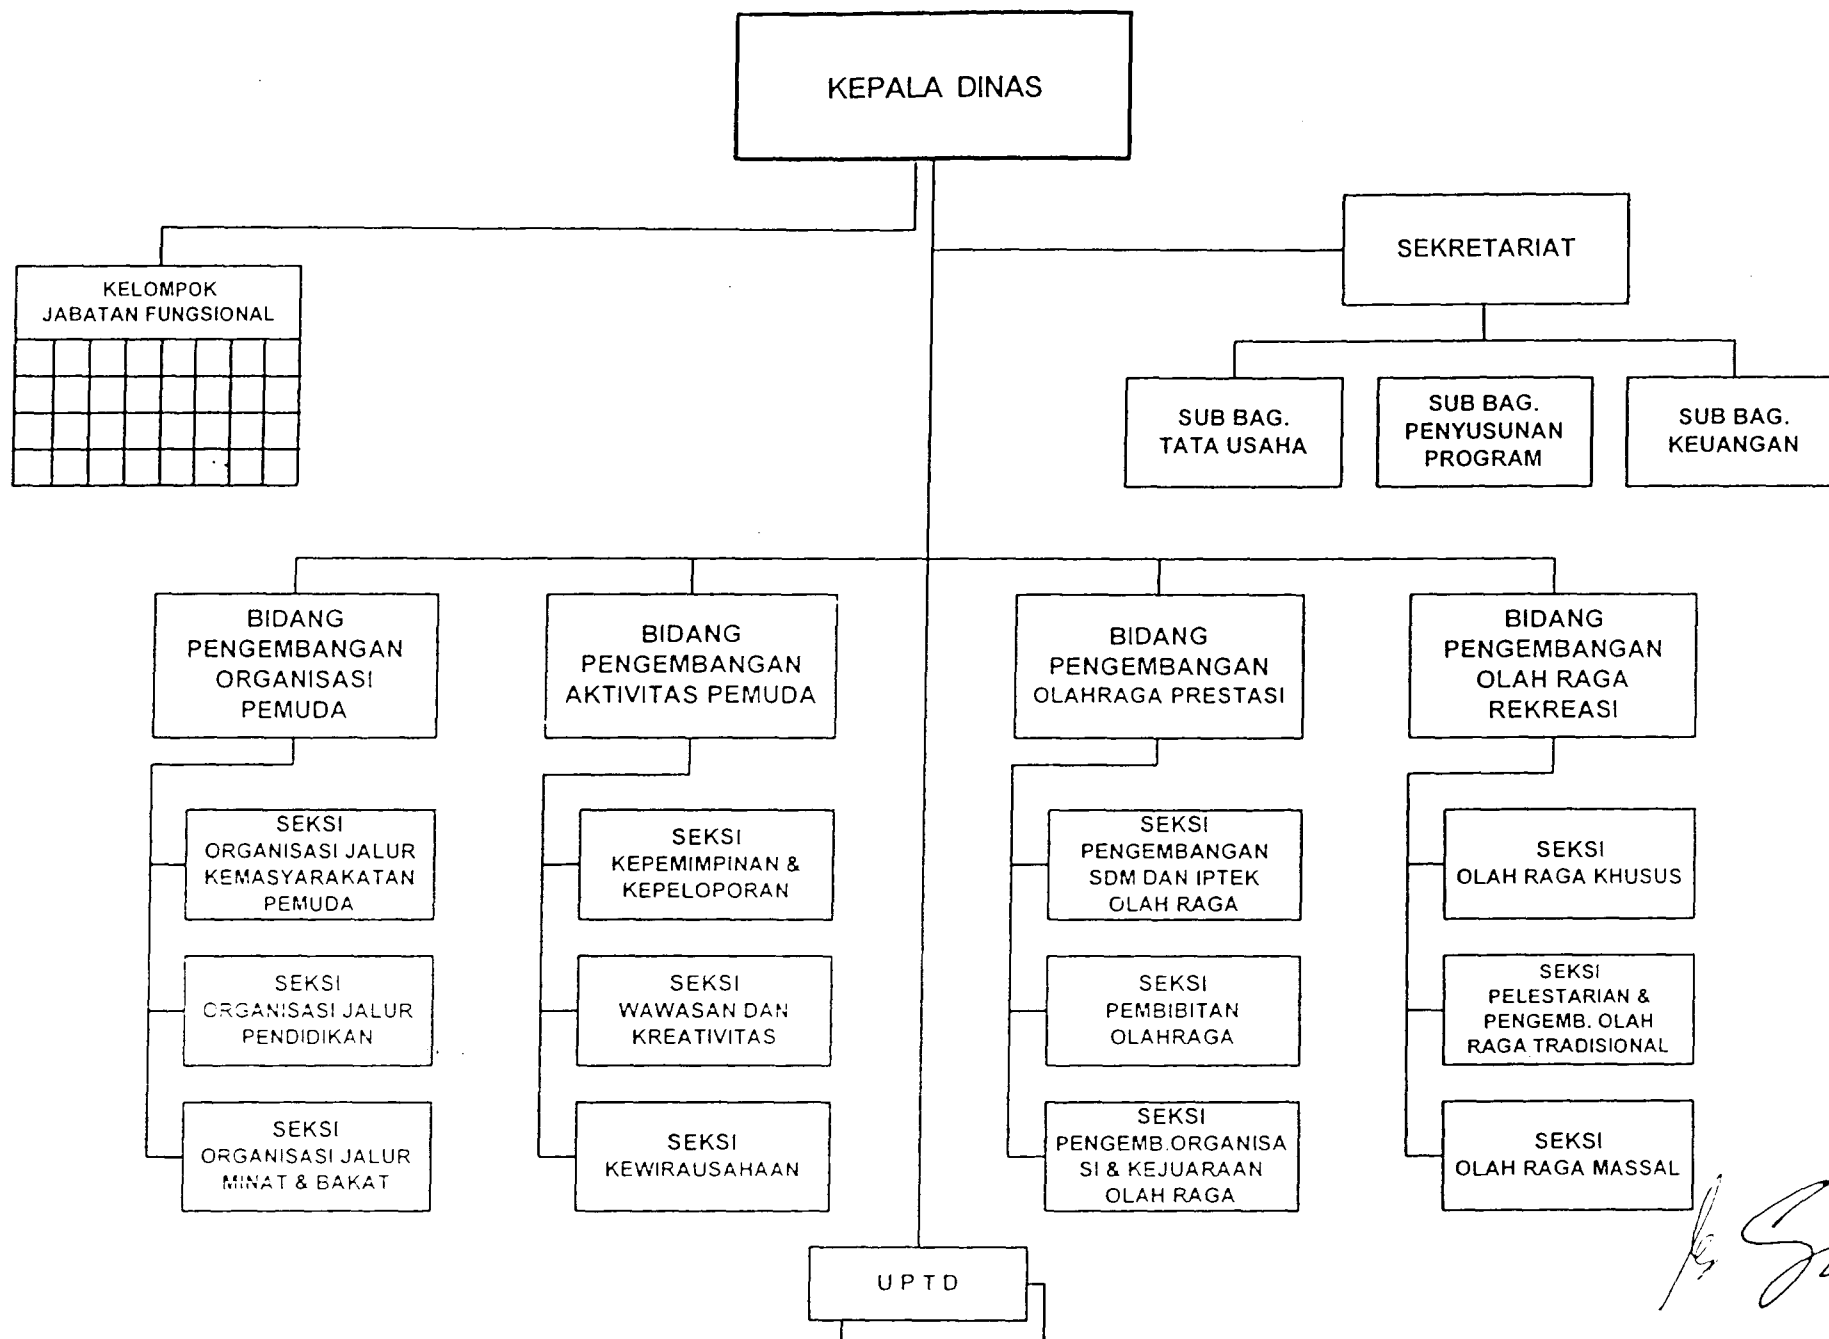 KEPALA DINAS
SEKRETARIAT
KELOMPOK
JABATAN FUNGSIONAL
SUB BAG.
TATA USAHA
SUB BAG.
PENYUSUNAN
PROGRAM
SUB BAG.
KEUANGAN
BIDANG
PENGEMBANGAN
ORGANISASI
PEMUDA
BIDANG
PENGEMBANGAN
AKTIVITAS PEMUDA
BIDANG
PENGEMBANGAN
OLAHRAGA PRESTASI
BIDANG
PENGEMBANGAN
OLAH RAGA
REKREASI
SEKSI
ORGANISASI JALUR
KEMASYARAKATAN
PEMUDA
SEKSI
KEPEMIMPINAN &
KEPELOPORAN
SEKSI
PENGEMBANGAN
SDM DAN IPTEK
OLAH RAGA
SEKSI
OLAH RAGA KHUSUS
SEKSI
ORGANISASI JALUR
PENDIDIKAN
SEKSI
WAWASAN DAN
KREATIVITAS
SEKSI
PEMBIBITAN
OLAHRAGA
SEKSI
PELESTARIAN &
PENGEMB. OLAH
RAGA TRADISIONAL
SEKSI
ORGANISASI JALUR
MINAT & BAKAT
SEKSI
KEWIRAUSAHAAN
SEKSI
PENGEMB.ORGANISA
SI & KEJUARAAN
OLAH RAGA
SEKSI
OLAH RAGA MASSAL
U P T D